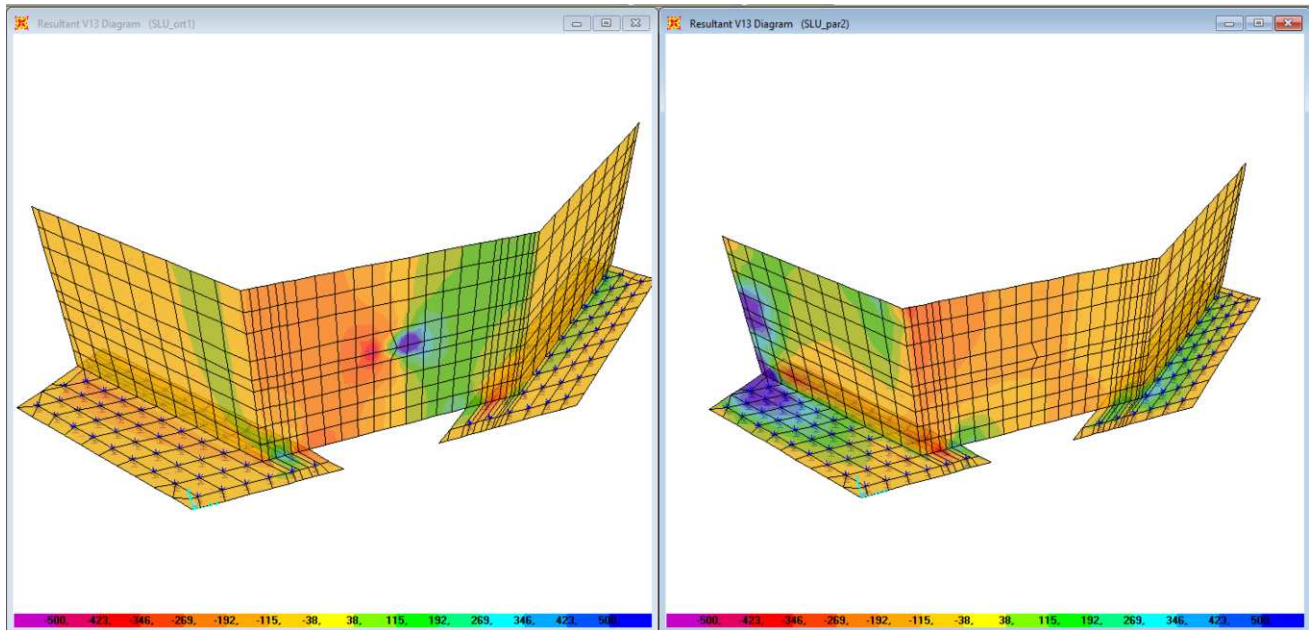 Resultant V13 Diagram (SLU_ort1)
Resultant V13 Diagram (SLU_par2)
-500, -423, -346, -269, -192, -115, -38, 38, 115, 192, 269, 346, 423, 500,
-500, -423, -346, -269, -192, -115, -38, 38, 115, 192, 269, 346, 423, 500,